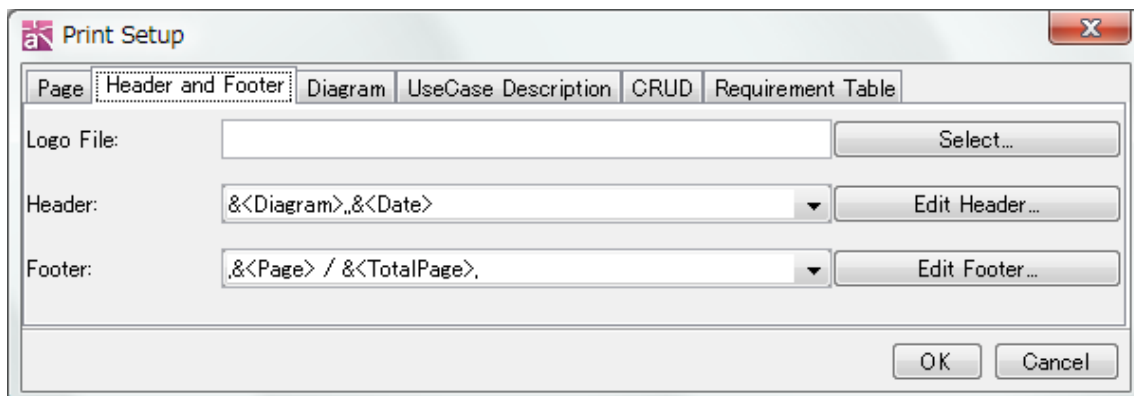 Print Setup
Page Header and Footer Diagram UseCase Description CRUD Requirement Table
Logo File: Select...
Header: &<Diagram>,,&<Date> Edit Header...
Footer: ,&<Page> / &<TotalPage>, Edit Footer...
OK Cancel